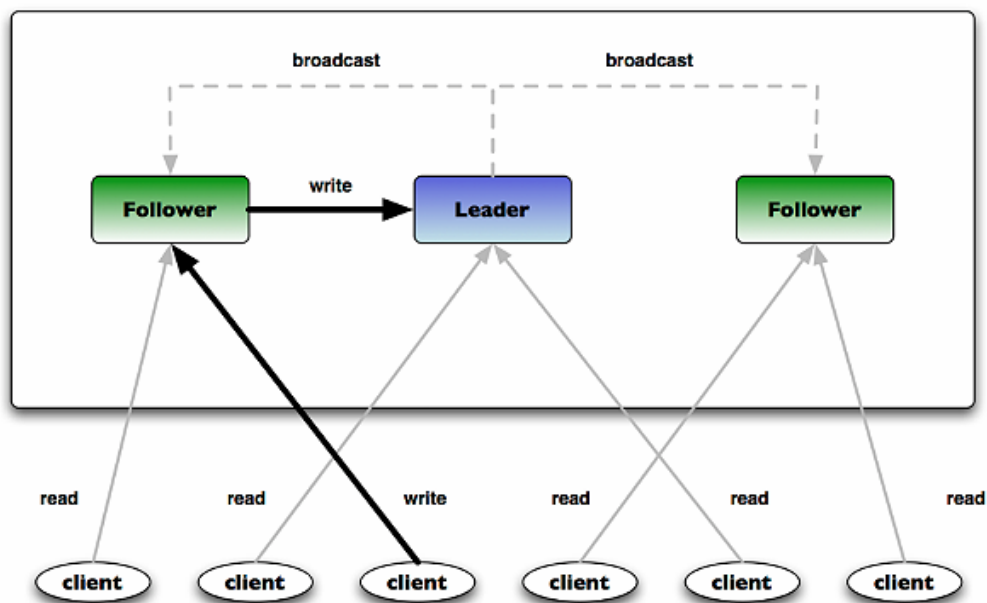 broadcast broadcast
write
Follower Leader Follower
read read write read read read
client client client client client client